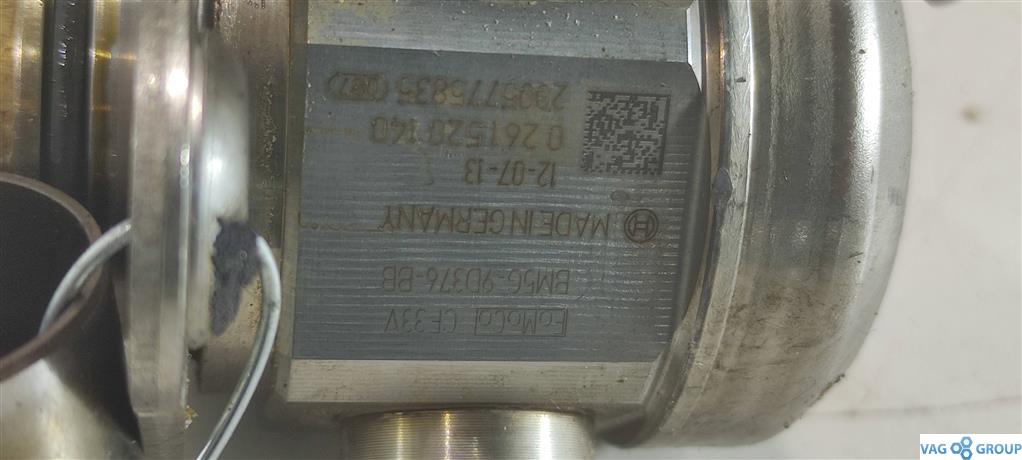 FoMoCo CF33V
BM5G-9D376-BB
MADE IN GERMANY
12-07-13
0 261 520 140
2005775835
VAG GROUP